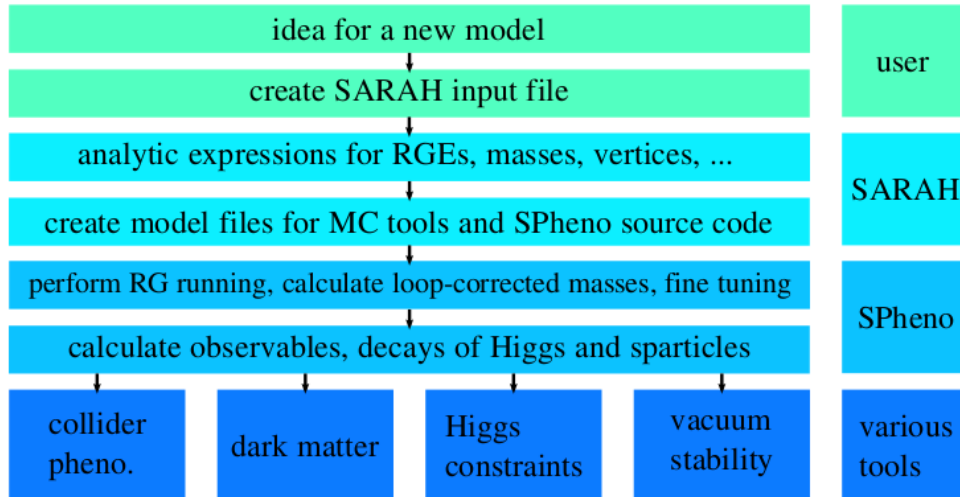 idea for a new model
create SARAH input file
user
analytic expressions for RGEs, masses, vertices, ...
create model files for MC tools and SPheno source code
SARAH
perform RG running, calculate loop-corrected masses, fine tuning
calculate observables, decays of Higgs and sparticles
SPheno
collider
pheno.
dark matter
Higgs
constraints
vacuum
stability
various
tools